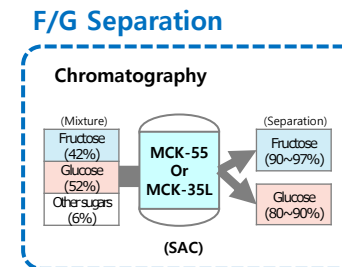 F/G Separation
Chromatography
(Mixture)
Fructose
(42%)
Glucose
(52%)
Other sugars
(6%)
MCK-55
Or
MCK-35L
(SAC)
(Separation)
Fructose
(90~97%)
Glucose
(80~90%)